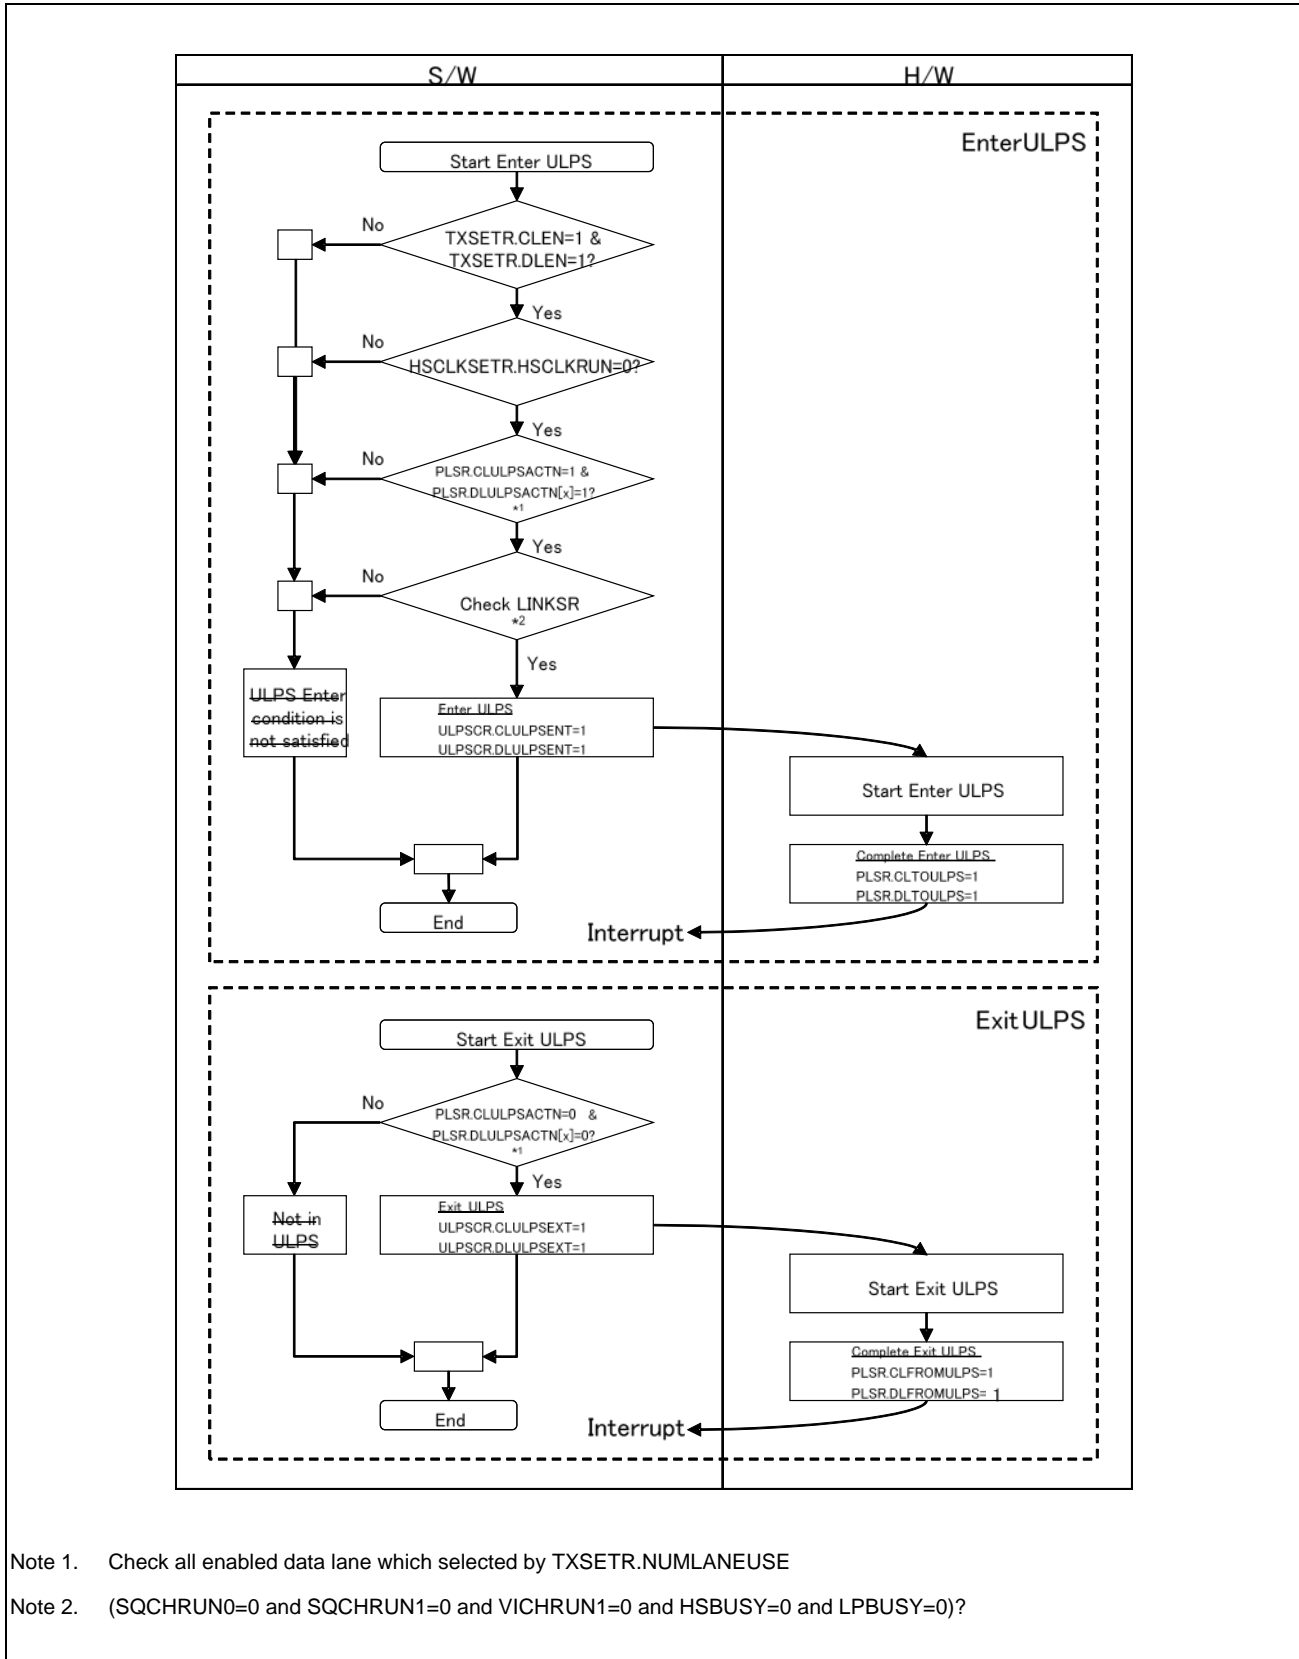 S/W
H/W
EnterULPS
Start Enter ULPS
No
TXSETR.CLEN=1 &
TXSETR.DLEN=1?
Yes
No
HSCLKSETR.HSCLKRUN=0?
Yes
No
PLSR.CLULPSACTN=1 &
PLSR.DLULPSACTN[x]=1?
*1
Yes
No
Check LINKSR
*2
Yes
ULPS Enter
condition is
not satisfied
Enter ULPS
ULPSCR.CLULPSENT=1
ULPSCR.DLULPSENT=1
Start Enter ULPS
Complete Enter ULPS
PLSR.CLTOULPS=1
PLSR.DLTOULPS=1
End
Interrupt
ExitULPS
Start Exit ULPS
No
PLSR.CLULPSACTN=0 &
PLSR.DLULPSACTN[x]=0?
*1
Yes
Not in
ULPS
Exit ULPS
ULPSCR.CLULPSEXT=1
ULPSCR.DLULPSEXT=1
Start Exit ULPS
Complete Exit ULPS
PLSR.CLFROMULPS=1
PLSR.DLFROMULPS= 1
End
Interrupt
Note 1. Check all enabled data lane which selected by TXSETR.NUMLANEUSE
Note 2. (SQCHRUN0=0 and SQCHRUN1=0 and VICHRUN1=0 and HSBUSY=0 and LPBUSY=0)?